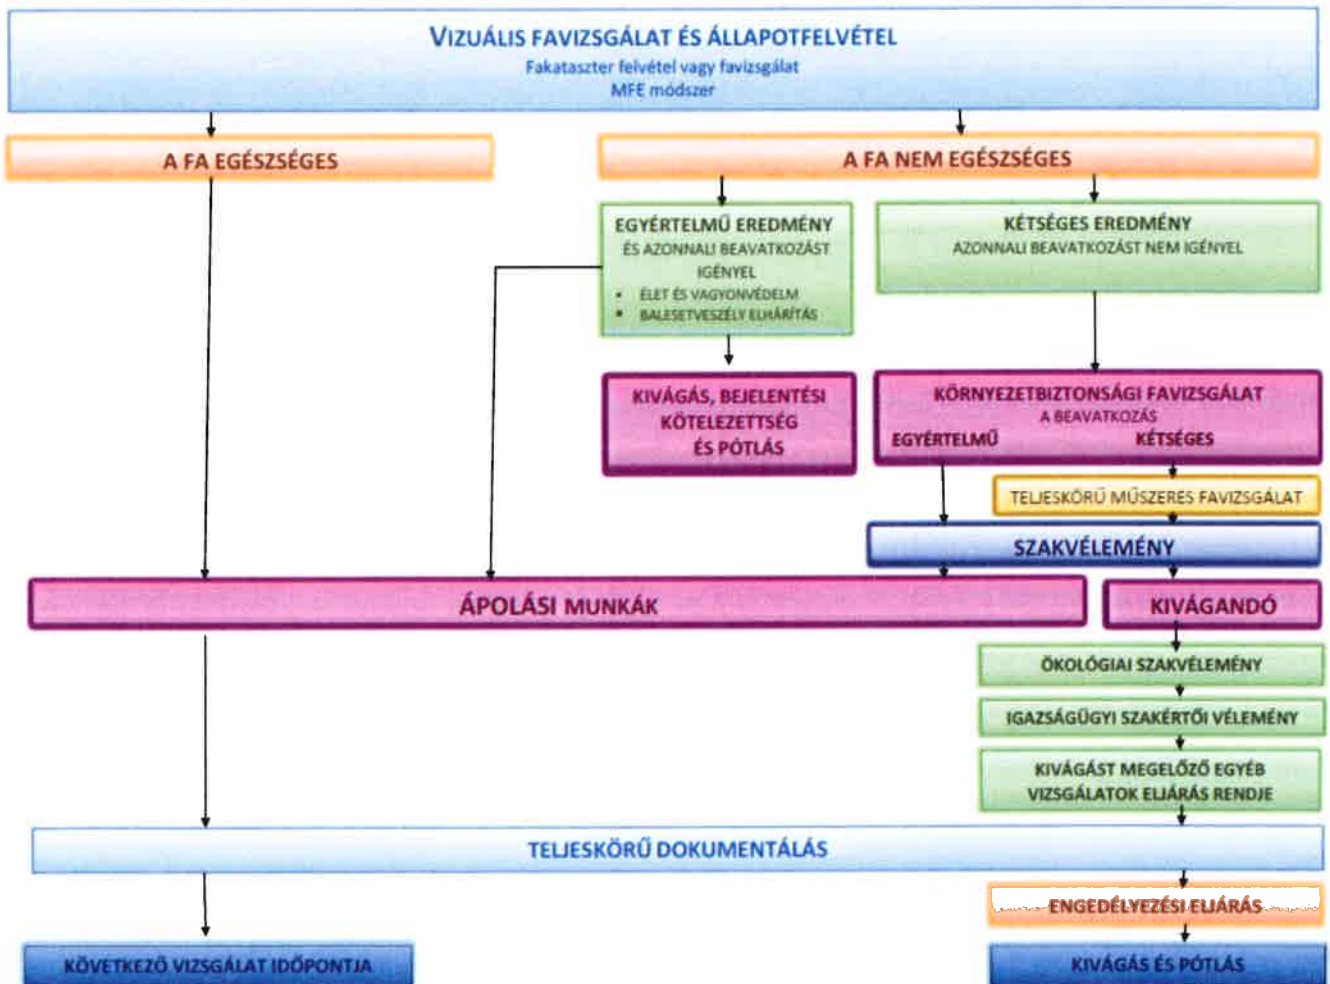 VIZUÁLIS FAVIZSGÁLAT ÉS ÁLLAPOTFELVÉTEL
Fakataszter felvétel vagy favizsgálat
MFE módszer
A FA EGÉSZSÉGES
A FA NEM EGÉSZSÉGES
EGYÉRTELMŰ EREDMÉNY
ÉS AZONNALI BEAVATKOZÁST
IGÉNYEL
• ÉLET ÉS VAGYONVÉDELM
• BALESETVESZÉLY ELHÁRÍTÁS
KÉTSÉGES EREDMÉNY
AZONNALI BEAVATKOZÁST NEM IGÉNYEL
KIVÁGÁS, BEJELENTÉSI
KÖTELEZETTSÉG
ÉS PÓTLÁS
KÖRNYEZETBIZTONSÁGI FAVIZSGÁLAT
A BEAVATKOZÁS
EGYÉRTELMŰ KÉTSÉGES
TELJESKÖRŰ MŰSZERES FAVIZSGÁLAT
SZAKVÉLEMÉNY
ÁPOLÁSI MUNKÁK
KIVÁGANDÓ
ÖKOLÓGIAI SZAKVÉLEMÉNY
IGAZSÁGÜGYI SZAKÉRTŐI VÉLEMÉNY
KIVÁGÁST MEGELŐZŐ EGYÉB
VIZSGÁLATOK ELJÁRÁS RENDJE
TELJESKÖRŰ DOKUMENTÁLÁS
ENGEDÉLYEZÉSI ELJÁRÁS
KÖVETKEZŐ VIZSGÁLAT IDŐPONTJA
KIVÁGÁS ÉS PÓTLÁS